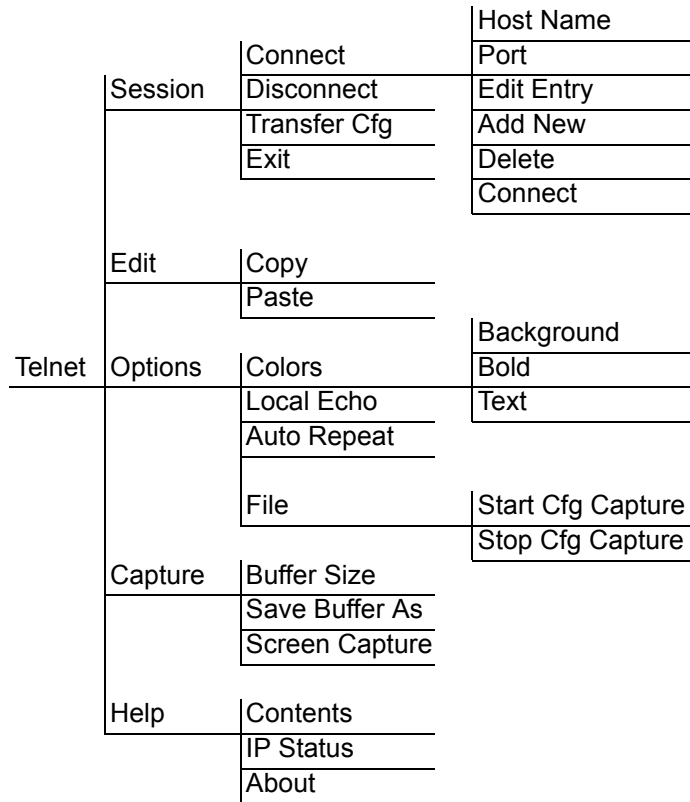 Host Name
Connect
Port
Session
Disconnect
Edit Entry
Transfer Cfg
Add New
Exit
Delete
Connect
Edit
Copy
Paste
Background
Telnet
Options
Colors
Bold
Local Echo
Text
Auto Repeat
File
Start Cfg Capture
Stop Cfg Capture
Capture
Buffer Size
Save Buffer As
Screen Capture
Help
Contents
IP Status
About